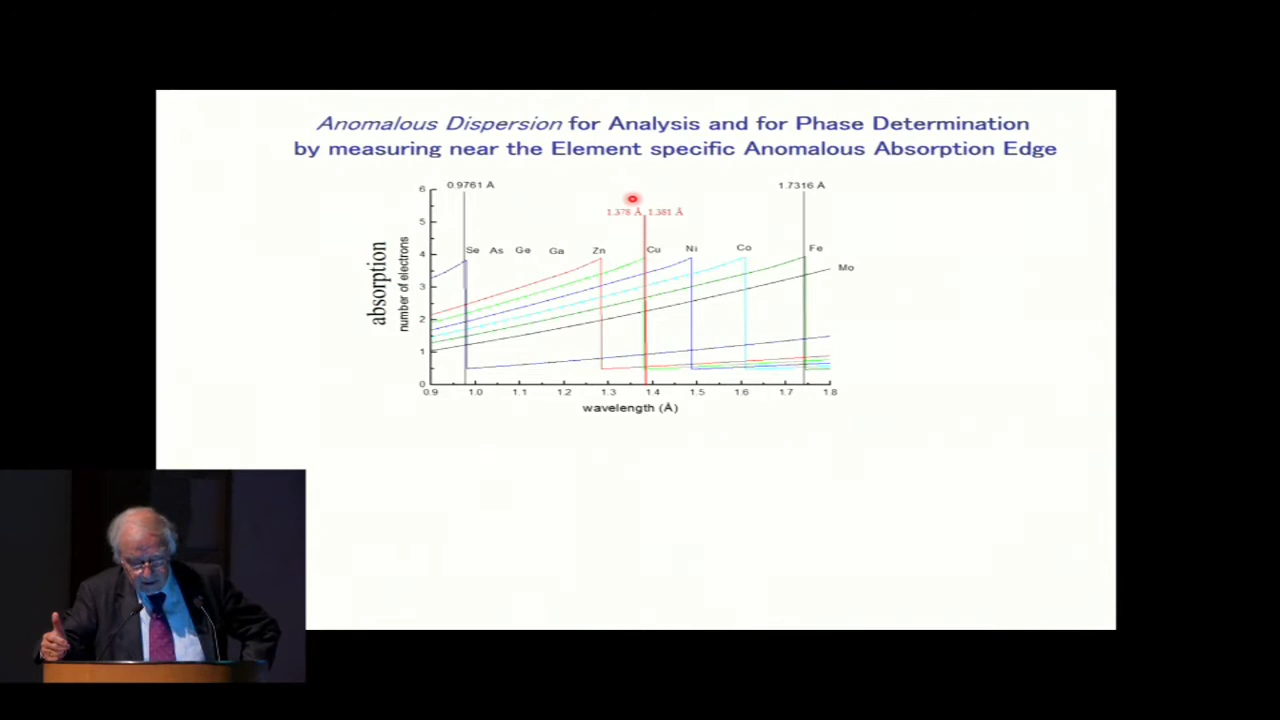 Anomalous Dispersion for Analysis and for Phase Determination
by measuring near the Element specific Anomalous Absorption Edge
0.9761 Å
1.7316 Å
1.378 Å 1.381 Å
Se As Ge Ga Zn Cu Ni Co Fe
Mo
absorption
number of electrons
6
5
4
3
2
1
0
0.9 1.0 1.1 1.2 1.3 1.4 1.5 1.6 1.7 1.8
wavelength (Å)